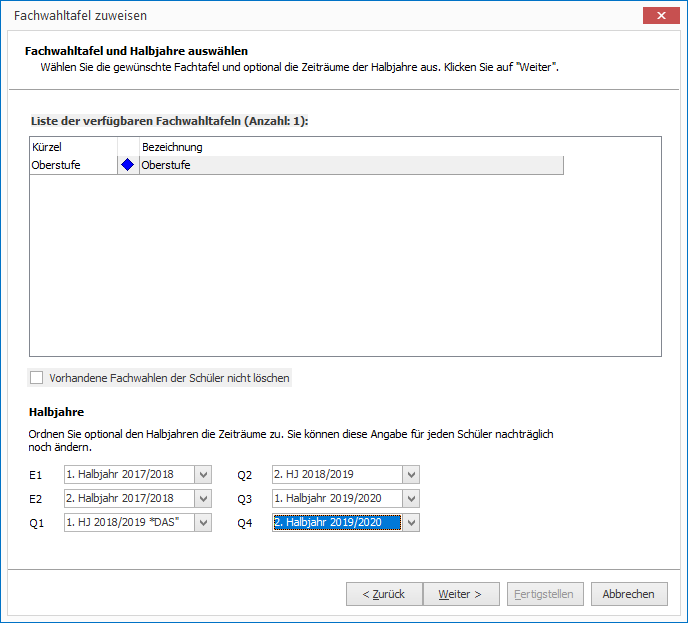 Fachwahltafel zuweisen
Fachwahltafel und Halbjahre auswählen
Wählen Sie die gewünschte Fachtafel und optional die Zeiträume der Halbjahre aus. Klicken Sie auf "Weiter".
Liste der verfügbaren Fachwahltafeln (Anzahl: 1):
Kürzel Bezeichnung
Oberstufe Oberstufe
Vorhandene Fachwahlen der Schüler nicht löschen
Halbjahre
Ordnen Sie optional den Halbjahren die Zeiträume zu. Sie können diese Angabe für jeden Schüler nachträglich
noch ändern.
E1 1. Halbjahr 2017/2018 Q2 2. HJ 2018/2019
E2 2. Halbjahr 2017/2018 Q3 1. Halbjahr 2019/2020
Q1 1. HJ 2018/2019 *DAS" Q4 2. Halbjahr 2019/2020
< Zurück Weiter > Fertigstellen Abbrechen